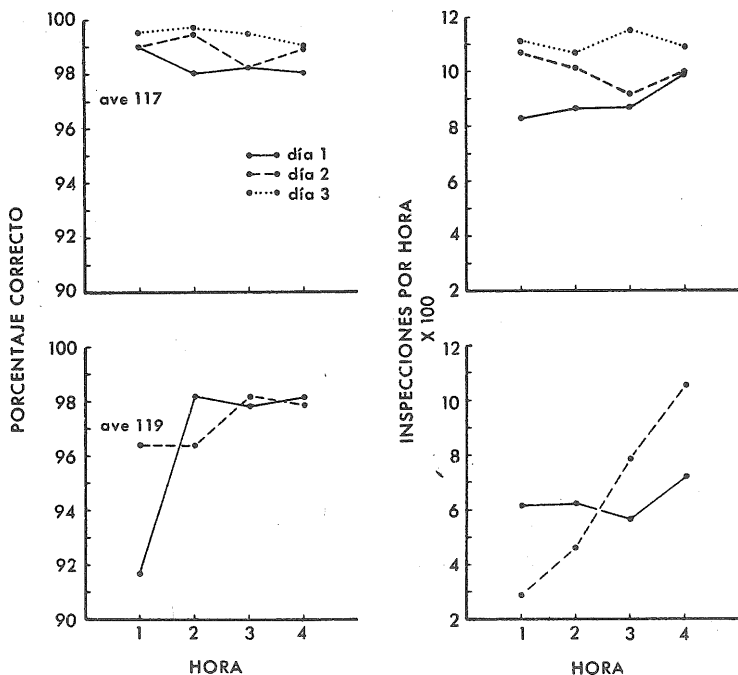 PORCENTAJE CORRECTO
100
98
96
94
92
90
ave 117
día 1
día 2
día 3
100
98
96
94
92
90
ave 119
1 2 3 4
HORA
INSPECCIONES POR HORA
X 100
12
10
8
6
4
2
12
10
8
6
4
2
1 2 3 4
HORA